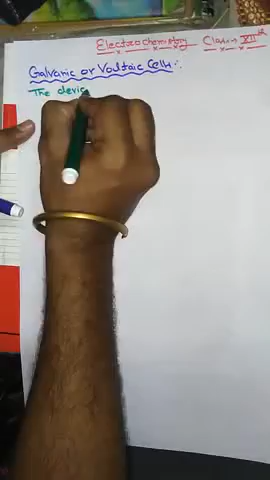 Electrochemistry Class → XIIth
Galvanic or Voltaic Cells :
The devic